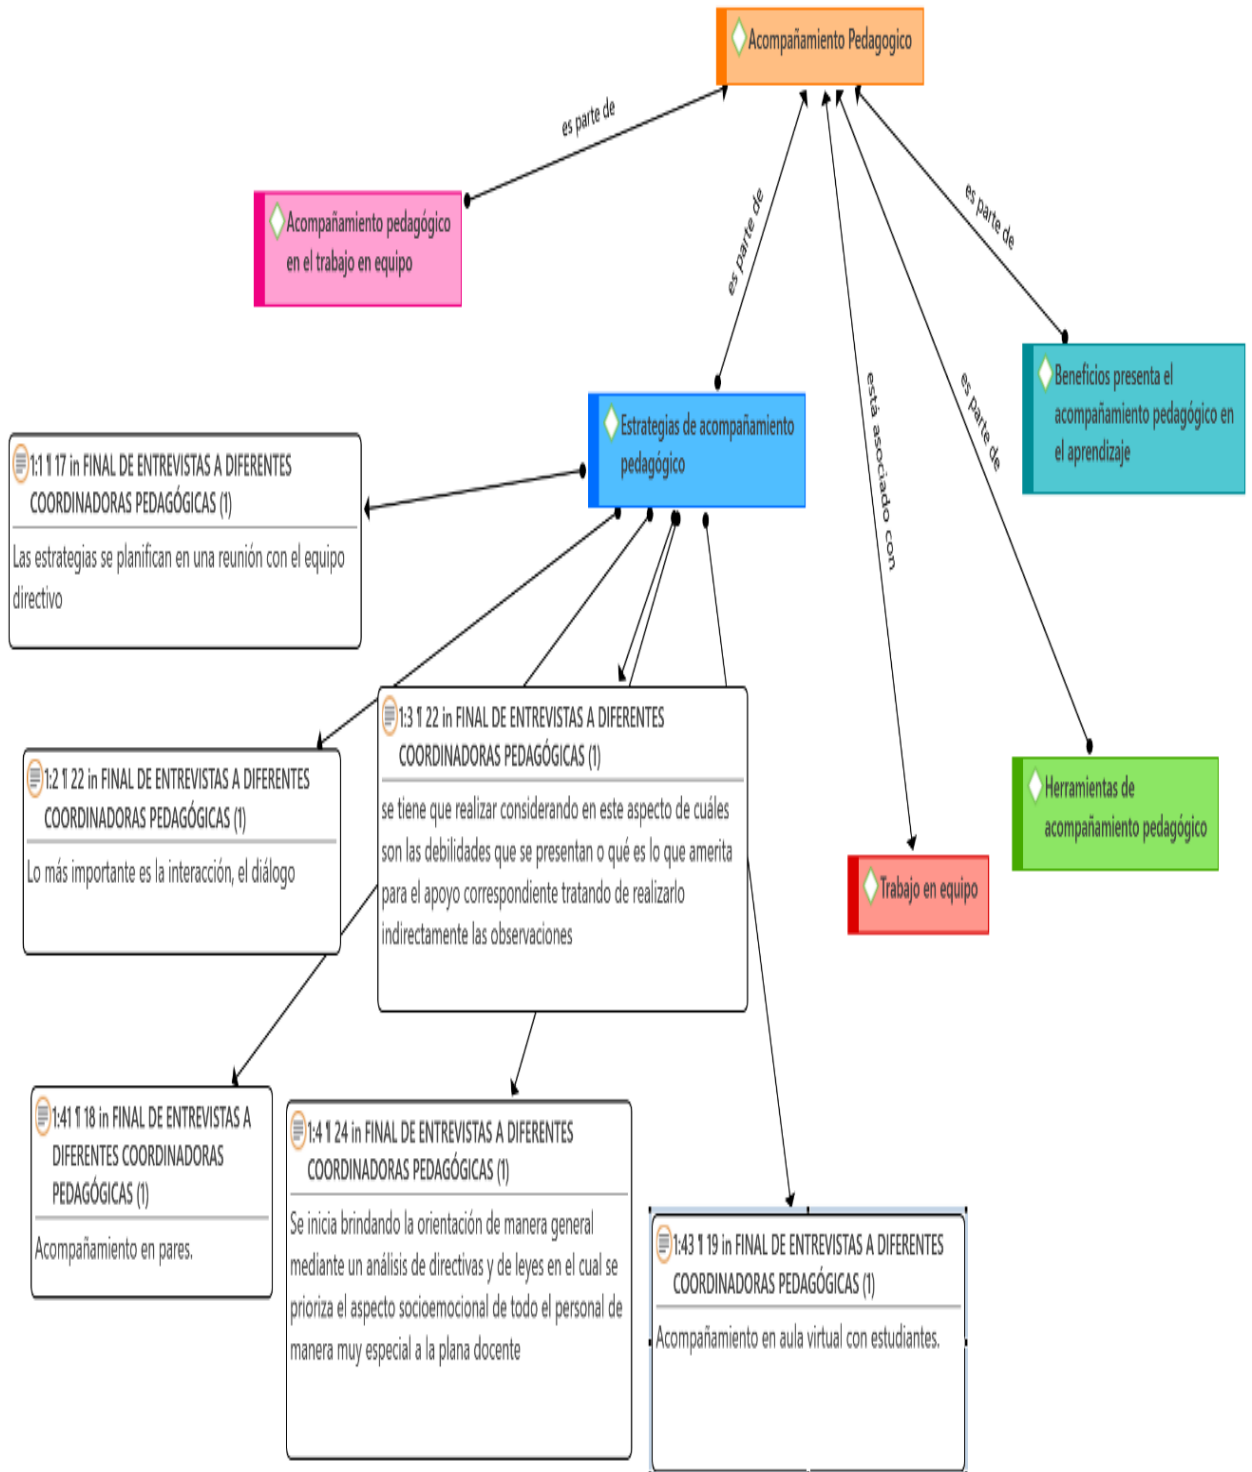 Acompañamiento Pedagogico
es parte de
Acompañamiento pedagógico
en el trabajo en equipo
es parte de
es parte de
Beneficios presenta el
acompañamiento pedagógico en
el aprendizaje
Estrategias de acompañamiento
pedagógico
está asociado con
es parte de
1:1 ¶ 17 in FINAL DE ENTREVISTAS A DIFERENTES
COORDINADORAS PEDAGÓGICAS (1)
Las estrategias se planifican en una reunión con el equipo
directivo
1:3 ¶ 22 in FINAL DE ENTREVISTAS A DIFERENTES
COORDINADORAS PEDAGÓGICAS (1)
se tiene que realizar considerando en este aspecto de cuáles
son las debilidades que se presentan o qué es lo que amerita
para el apoyo correspondiente tratando de realizarlo
indirectamente las observaciones
1:2 ¶ 22 in FINAL DE ENTREVISTAS A DIFERENTES
COORDINADORAS PEDAGÓGICAS (1)
Lo más importante es la interacción, el diálogo
Herramientas de
acompañamiento pedagógico
Trabajo en equipo
1:41 ¶ 18 in FINAL DE ENTREVISTAS A
DIFERENTES COORDINADORAS
PEDAGÓGICAS (1)
Acompañamiento en pares.
1:4 ¶ 24 in FINAL DE ENTREVISTAS A DIFERENTES
COORDINADORAS PEDAGÓGICAS (1)
Se inicia brindando la orientación de manera general
mediante un análisis de directivas y de leyes en el cual se
prioriza el aspecto socioemocional de todo el personal de
manera muy especial a la plana docente
1:43 ¶ 19 in FINAL DE ENTREVISTAS A DIFERENTES
COORDINADORAS PEDAGÓGICAS (1)
Acompañamiento en aula virtual con estudiantes.